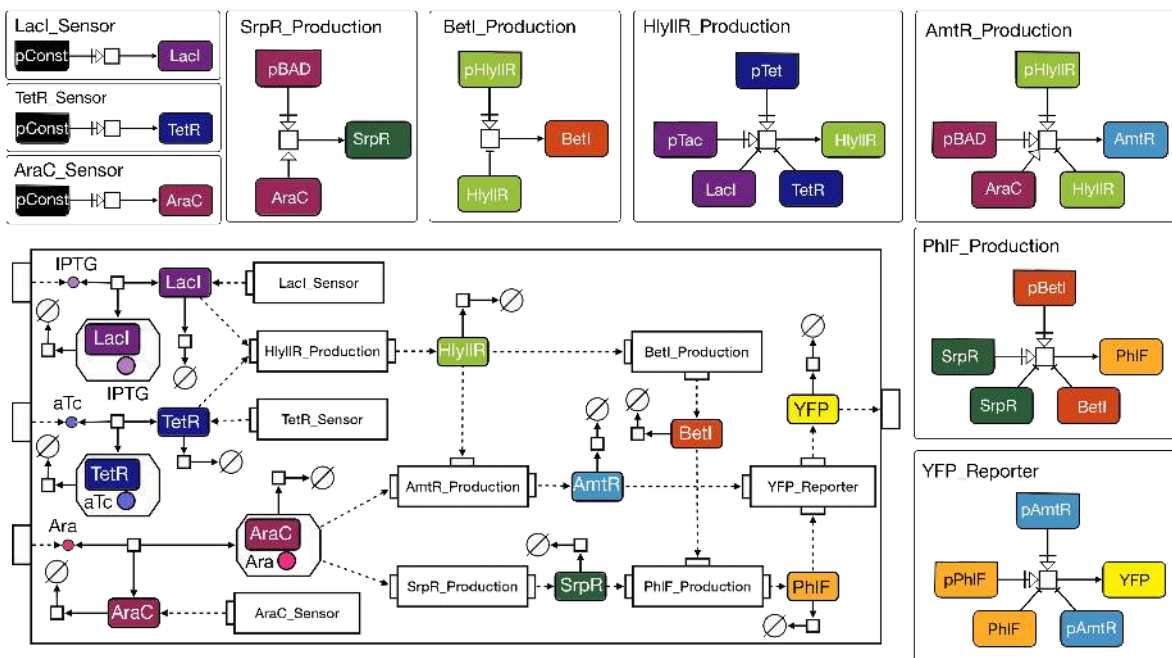 LacI_Sensor
pConst
LacI
TetR_Sensor
pConst
TetR
AraC_Sensor
pConst
AraC
SrpR_Production
pBAD
SrpR
AraC
BetI_Production
pHlyIIR
BetI
HlyIIR
HlyIIR_Production
pTet
pTac
HlyIIR
LacI
TetR
AmtR_Production
pHlyIIR
pBAD
AmtR
AraC
HlyIIR
PhlF_Production
pBetI
SrpR
PhlF
SrpR
BetI
YFP_Reporter
pAmtR
pPhlF
YFP
PhlF
pAmtR
IPTG
LacI
LacI_Sensor
LacI
IPTG
HlyIIR_Production
HlyIIR
BetI_Production
aTc
TetR
TetR_Sensor
BetI
YFP
TetR
aTc
AmtR_Production
AmtR
YFP_Reporter
Ara
AraC
Ara
SrpR_Production
SrpR
PhlF_Production
PhlF
AraC
AraC_Sensor